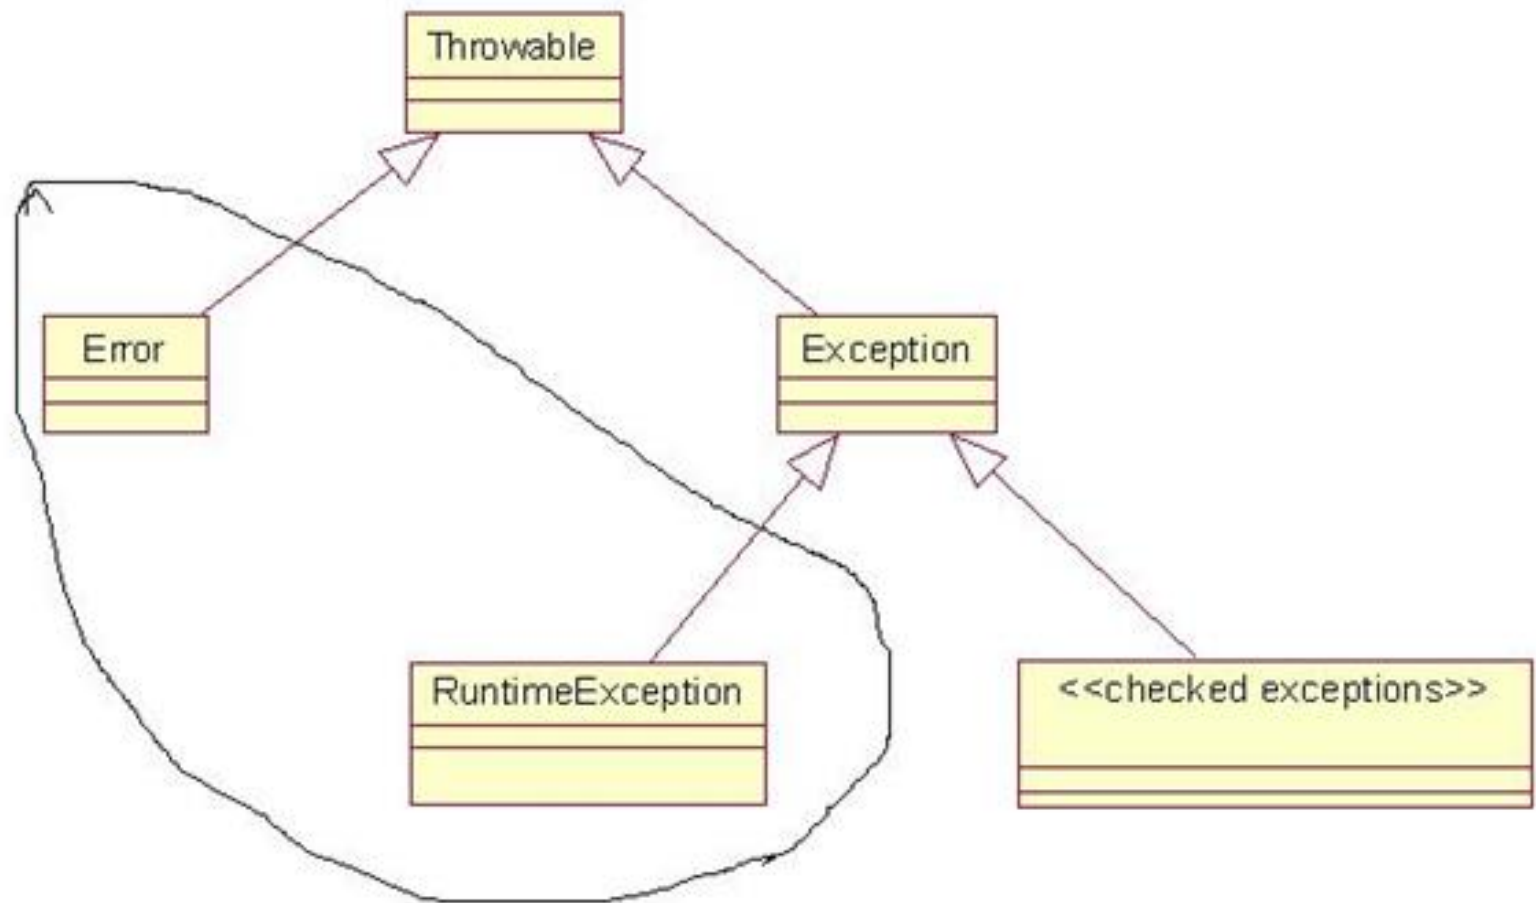 Throwable
Error
Exception
RuntimeException
<<checked exceptions>>